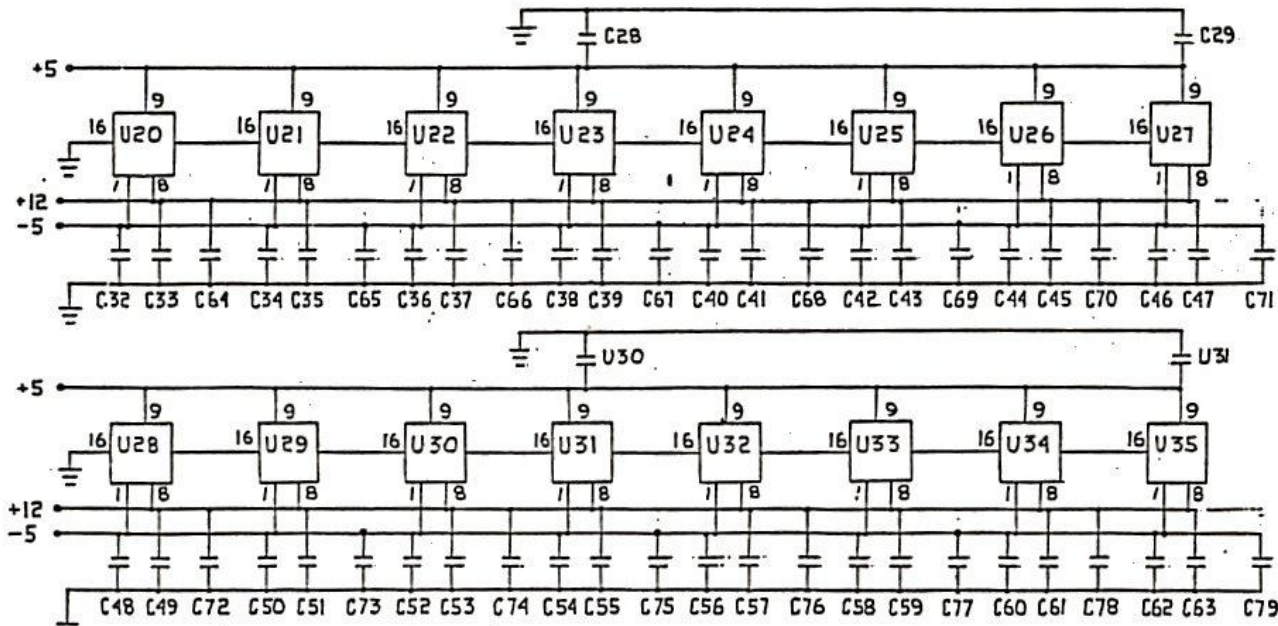 C28 C29
+5
9 9 9 9 9 9 9 9
16 U20 16 U21 16 U22 16 U23 16 U24 16 U25 16 U26 16 U27
1 8 1 8 1 8 1 8 1 8 1 8 1 8 1 8
+12
-5
C32 C33 C64 C34 C35 C65 C36 C37 C66 C38 C39 C67 C40 C41 C68 C42 C43 C69 C44 C45 C70 C46 C47 C71
U30 U31
+5
9 9 9 9 9 9 9 9
16 U28 16 U29 16 U30 16 U31 16 U32 16 U33 16 U34 16 U35
1 8 1 8 1 8 1 8 1 8 1 8 1 8 1 8
+12
-5
C48 C49 C72 C50 C51 C73 C52 C53 C74 C54 C55 C75 C56 C57 C76 C58 C59 C77 C60 C61 C78 C62 C63 C79